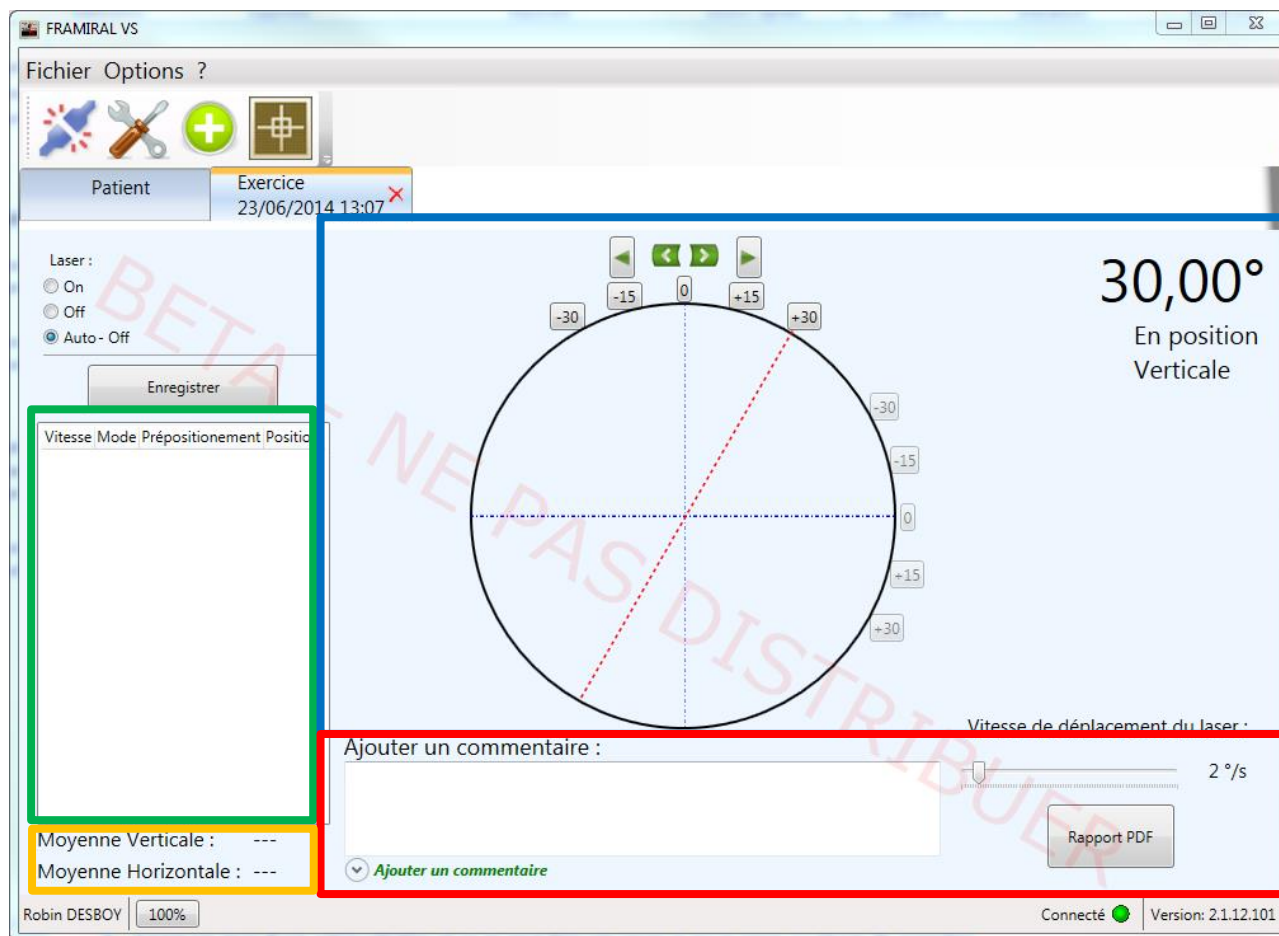 FRAMIRAL VS
Fichier Options ?
Patient
Exercice
23/06/2014 13:07
Laser :
On
Off
Auto - Off
Enregistrer
Vitesse Mode Prépositionement Positio
Moyenne Verticale : ---
Moyenne Horizontale : ---
-30 -15 0 +15 +30
-30
-15
0
+15
+30
30,00°
En position
Verticale
Vitesse de déplacement du laser :
2 °/s
Ajouter un commentaire :
Ajouter un commentaire
Rapport PDF
BETA - NE PAS DISTRIBUER
Robin DESBOY 100% Connecté Version: 2.1.12.101